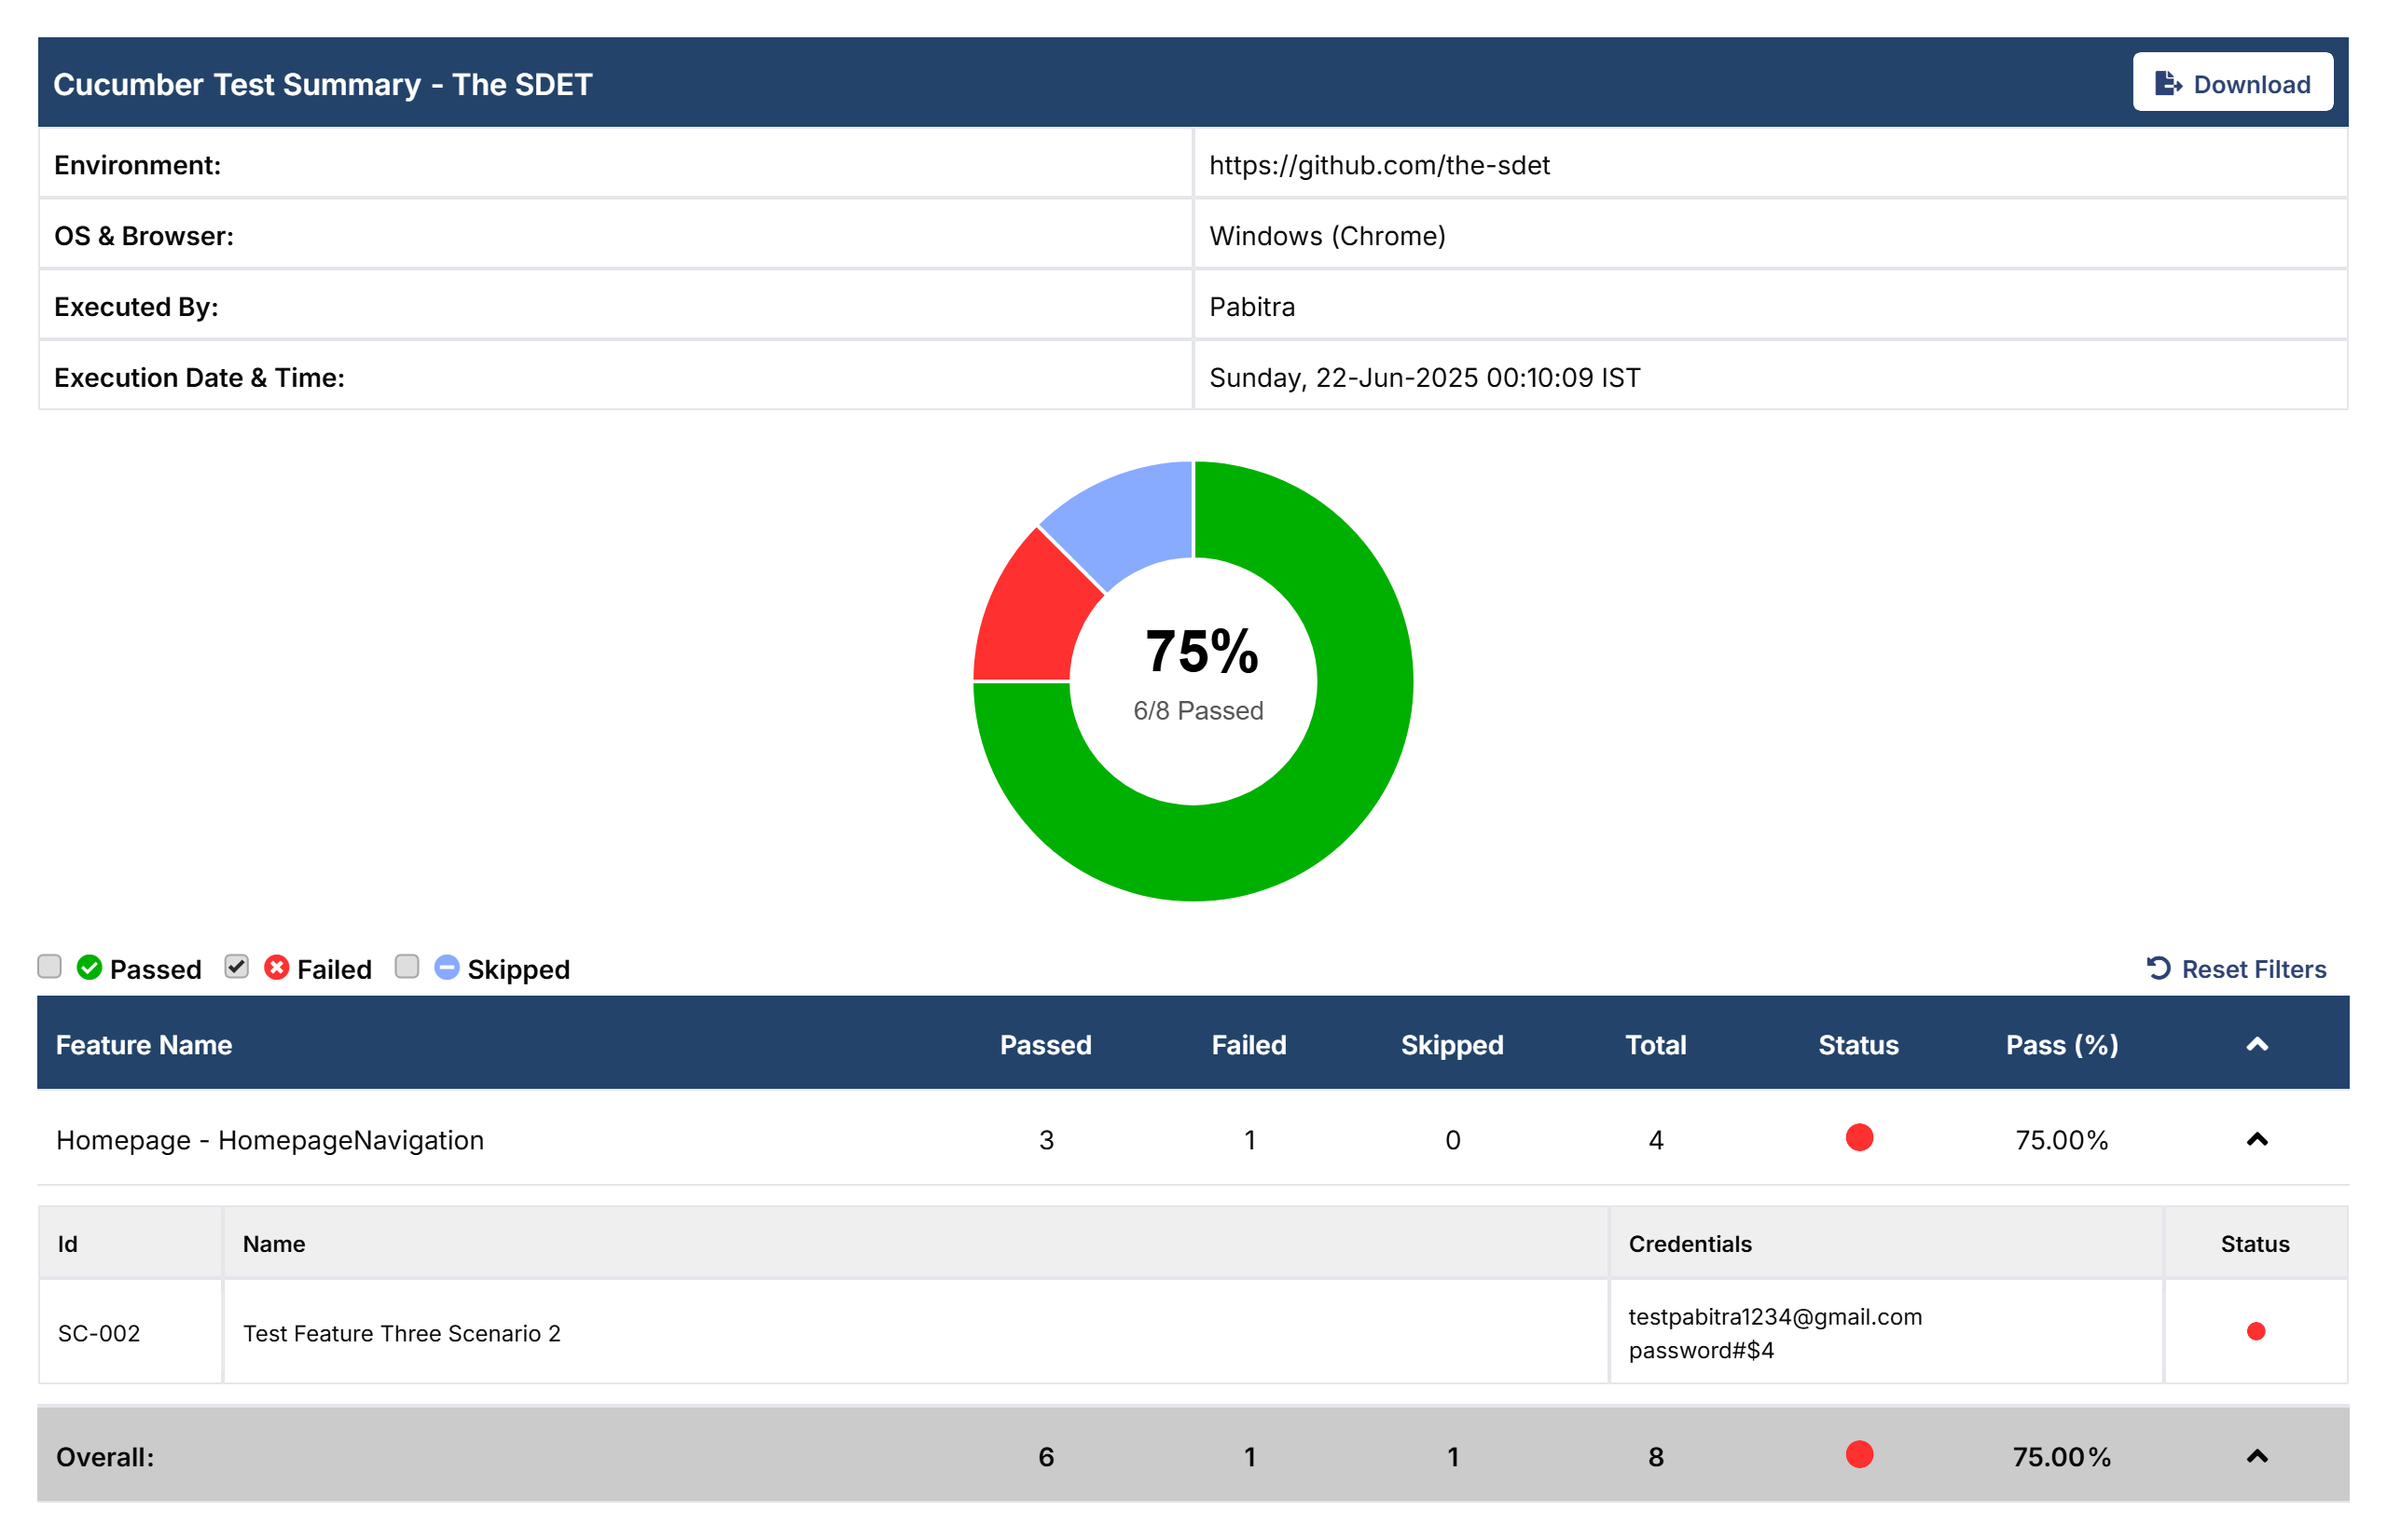 Cucumber Test Summary - The SDET
Download
Environment: https://github.com/the-sdet
OS & Browser: Windows (Chrome)
Executed By: Pabitra
Execution Date & Time: Sunday, 22-Jun-2025 00:10:09 IST
75%
6/8 Passed
Passed Failed Skipped
Reset Filters
Feature Name Passed Failed Skipped Total Status Pass (%)
Homepage - HomepageNavigation 3 1 0 4 75.00%
Id Name Credentials Status
SC-002 Test Feature Three Scenario 2 testpabitra1234@gmail.com
password#$4
Overall: 6 1 1 8 75.00%